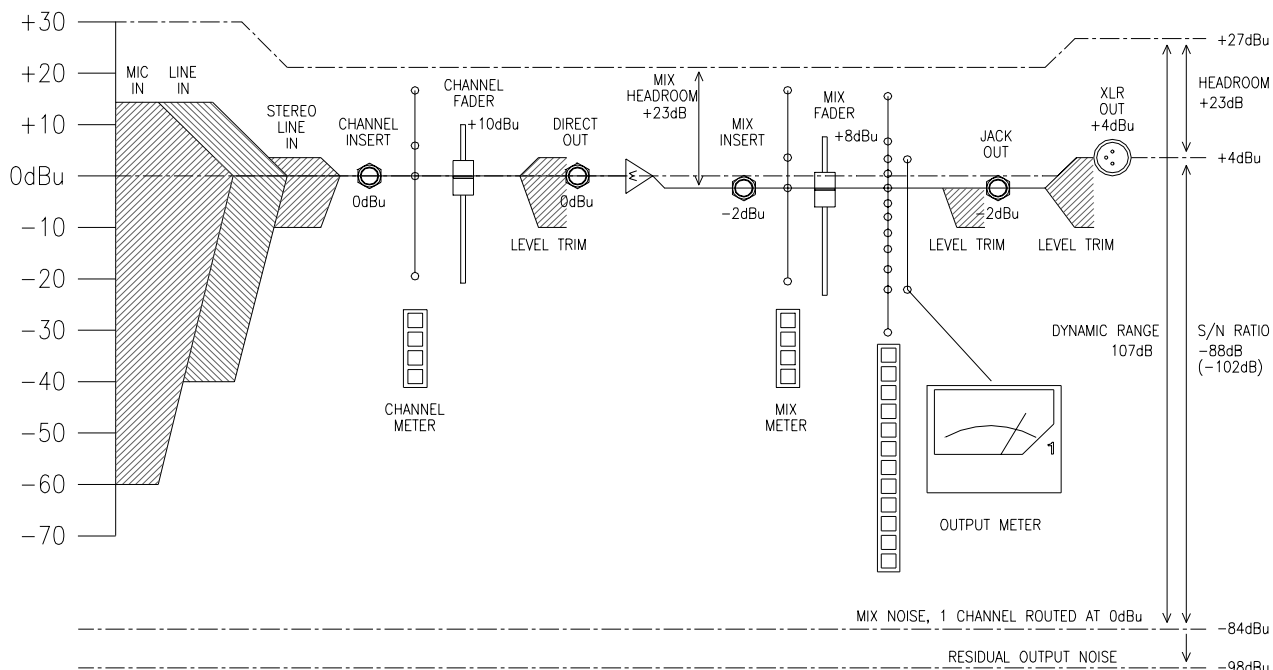 +30
+20
+10
0dBu
-10
-20
-30
-40
-50
-60
-70
MIC
IN
LINE
IN
STEREO
LINE
IN
CHANNEL
INSERT
0dBu
CHANNEL
FADER
+10dBu
CHANNEL
METER
DIRECT
OUT
0dBu
LEVEL TRIM
Σ
MIX
HEADROOM
+23dB
MIX
INSERT
-2dBu
MIX
FADER
+8dBu
MIX
METER
OUTPUT METER
1
JACK
OUT
-2dBu
LEVEL TRIM
XLR
OUT
+4dBu
LEVEL TRIM
+27dBu
HEADROOM
+23dB
+4dBu
DYNAMIC RANGE
107dB
S/N RATIO
-88dB
(-102dB)
MIX NOISE, 1 CHANNEL ROUTED AT 0dBu
-84dBu
RESIDUAL OUTPUT NOISE
-98dBu